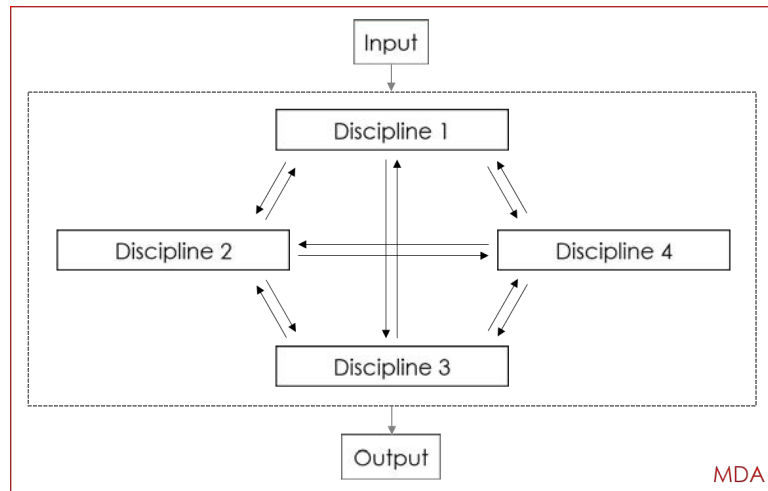 Input
Discipline 1
Discipline 2
Discipline 4
Discipline 3
Output
MDA